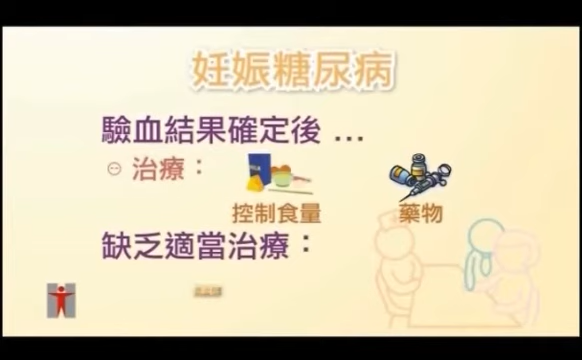 妊娠糖尿病
驗血結果確定後 ...
治療：
控制食量 藥物
缺乏適當治療：